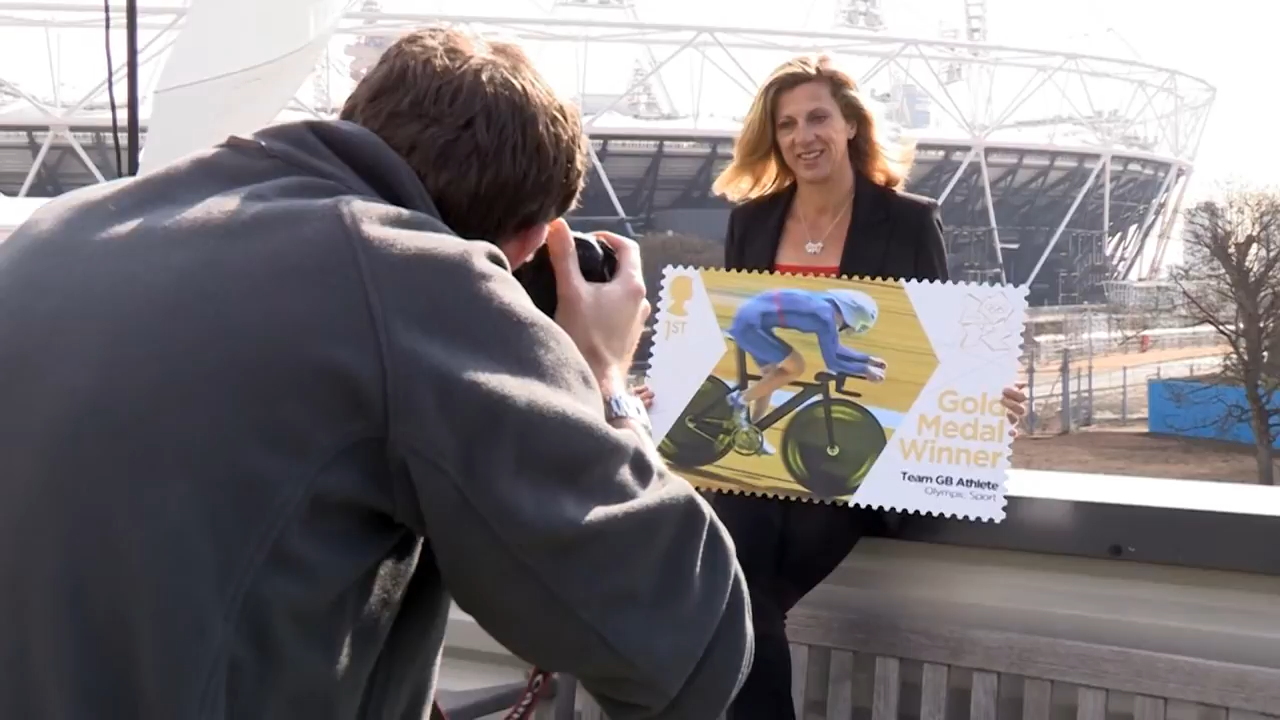 1ST
Gold
Medal
Winner
Team GB Athlete
Olympic Sport